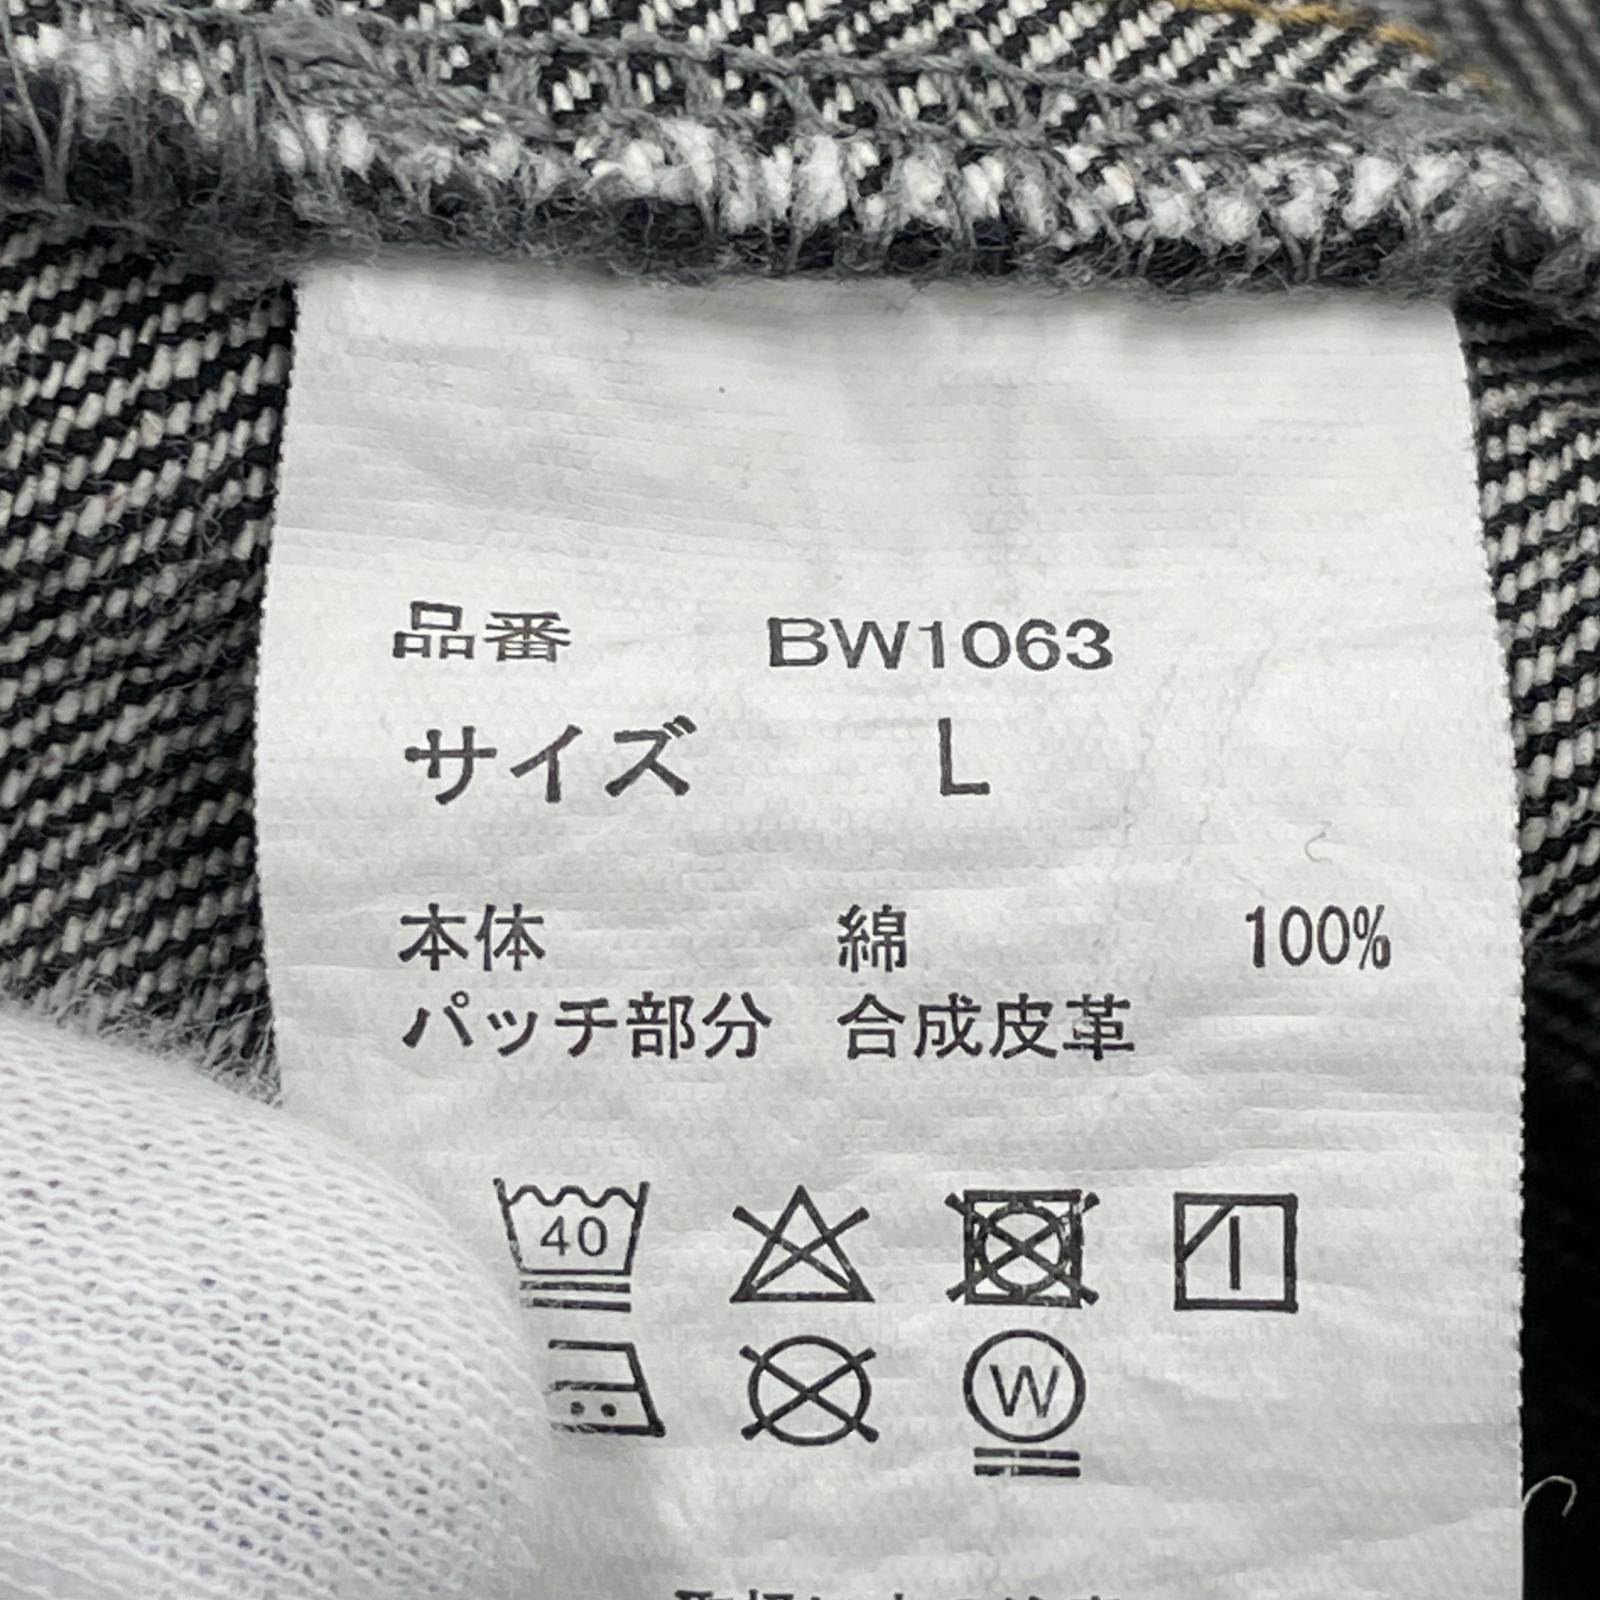 品番 BW1063
サイズ L
本体 綿 100%
パッチ部分 合成皮革
40
W